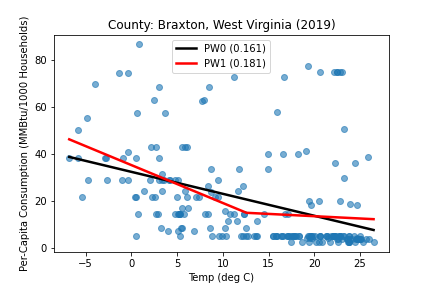 County: Braxton, West Virginia (2019)
PW0 (0.161)
PW1 (0.181)
Per-Capita Consumption (MMBtu/1000 Households)
80
60
40
20
0
−5 0 5 10 15 20 25
Temp (deg C)